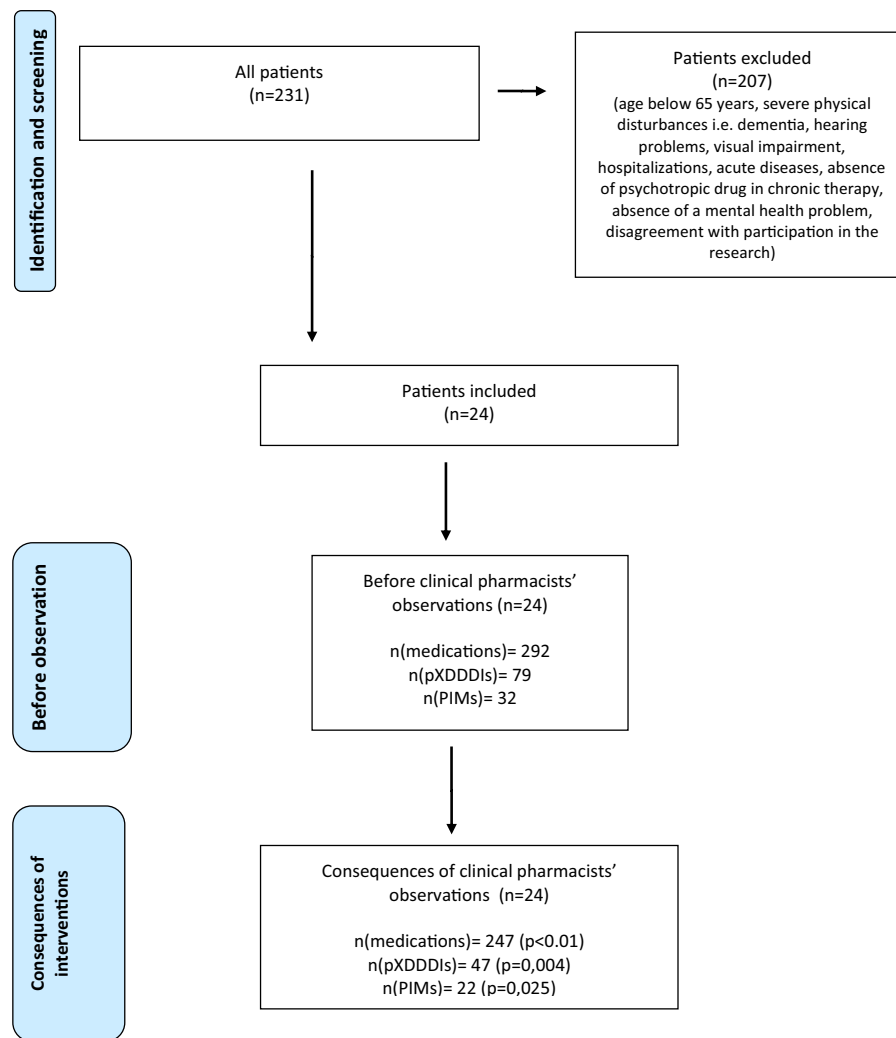 Identification and screening
All patients
(n=231)
Patients excluded
(n=207)
(age below 65 years, severe physical
disturbances i.e. dementia, hearing
problems, visual impairment,
hospitalizations, acute diseases, absence
of psychotropic drug in chronic therapy,
absence of a mental health problem,
disagreement with participation in the
research)
Patients included
(n=24)
Before observation
Before clinical pharmacists’
observations (n=24)
n(medications)= 292
n(pXDDDIs)= 79
n(PIMs)= 32
Consequences of
interventions
Consequences of clinical pharmacists’
observations (n=24)
n(medications)= 247 (p<0.01)
n(pXDDDIs)= 47 (p=0,004)
n(PIMs)= 22 (p=0,025)